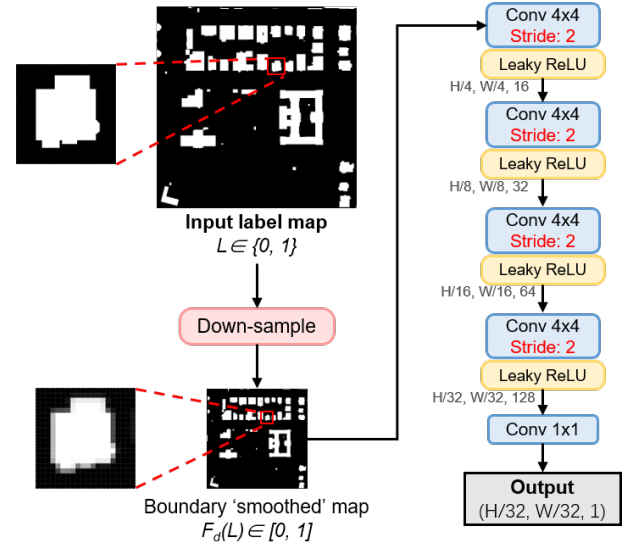 Input label map
L∈ {0, 1}
Down-sample
Boundary ‘smoothed’ map
F_d(L)∈ [0, 1]
Conv 4x4
Stride: 2
Leaky ReLU
H/4, W/4, 16
Conv 4x4
Stride: 2
Leaky ReLU
H/8, W/8, 32
Conv 4x4
Stride: 2
Leaky ReLU
H/16, W/16, 64
Conv 4x4
Stride: 2
Leaky ReLU
H/32, W/32, 128
Conv 1x1
Output
(H/32, W/32, 1)